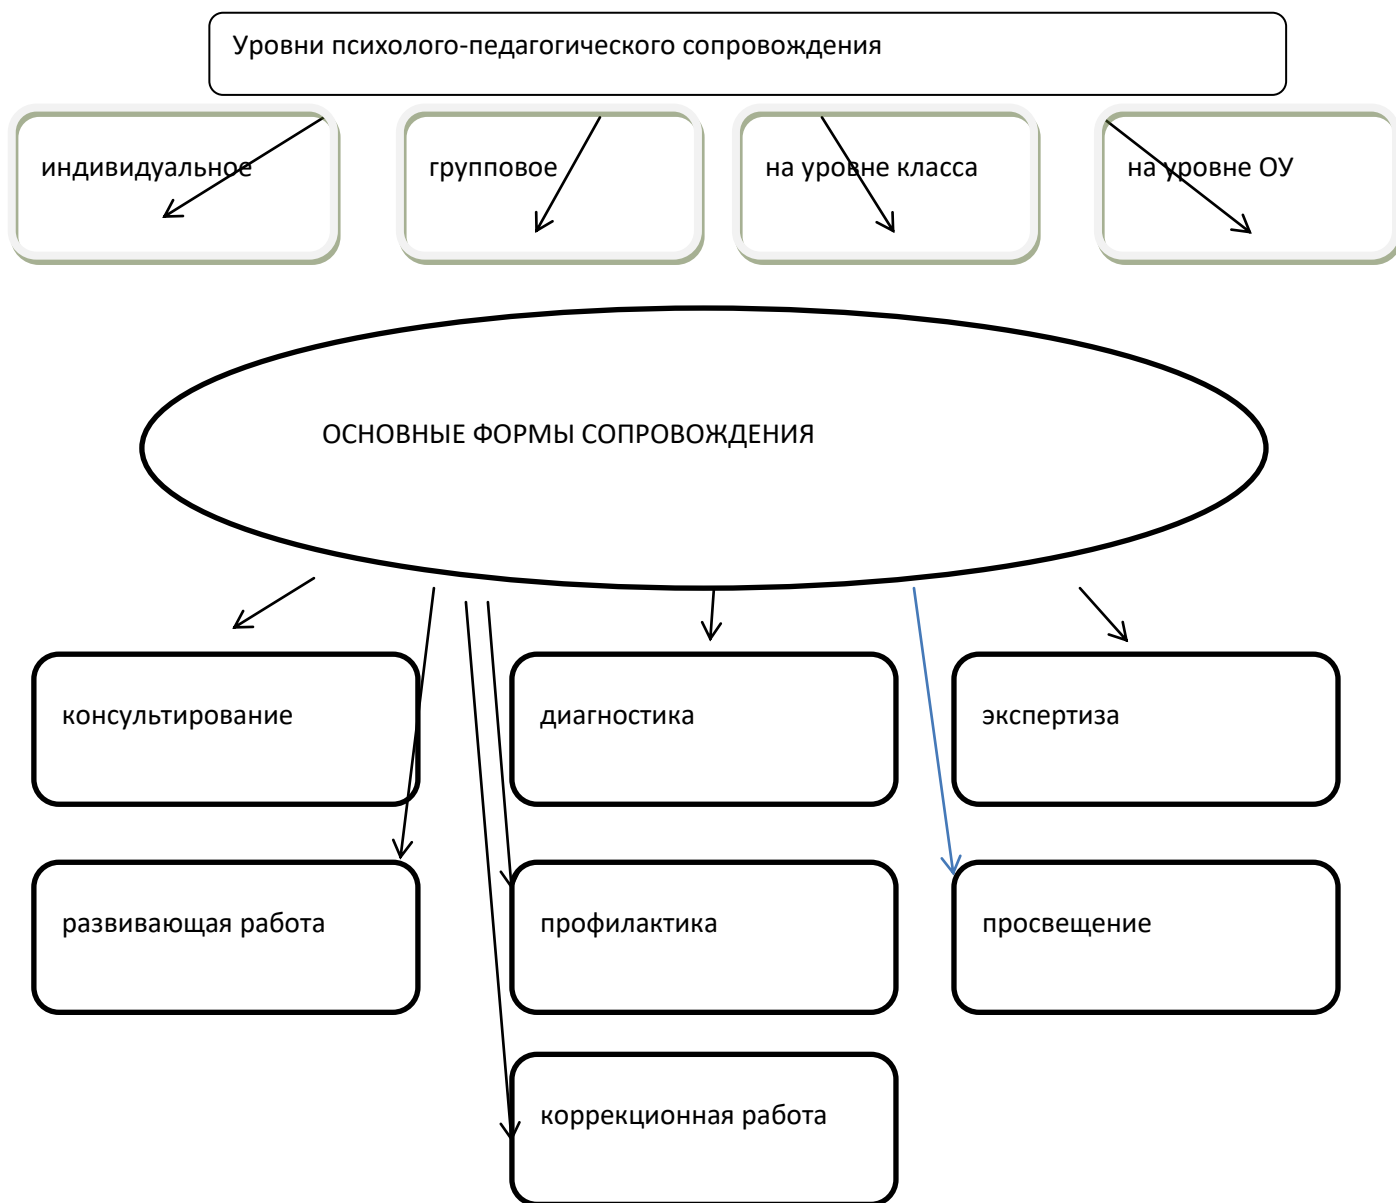 Уровни психолого-педагогического сопровождения
индивидуальное
групповое
на уровне класса
на уровне ОУ
ОСНОВНЫЕ ФОРМЫ СОПРОВОЖДЕНИЯ
консультирование
диагностика
экспертиза
развивающая работа
профилактика
просвещение
коррекционная работа